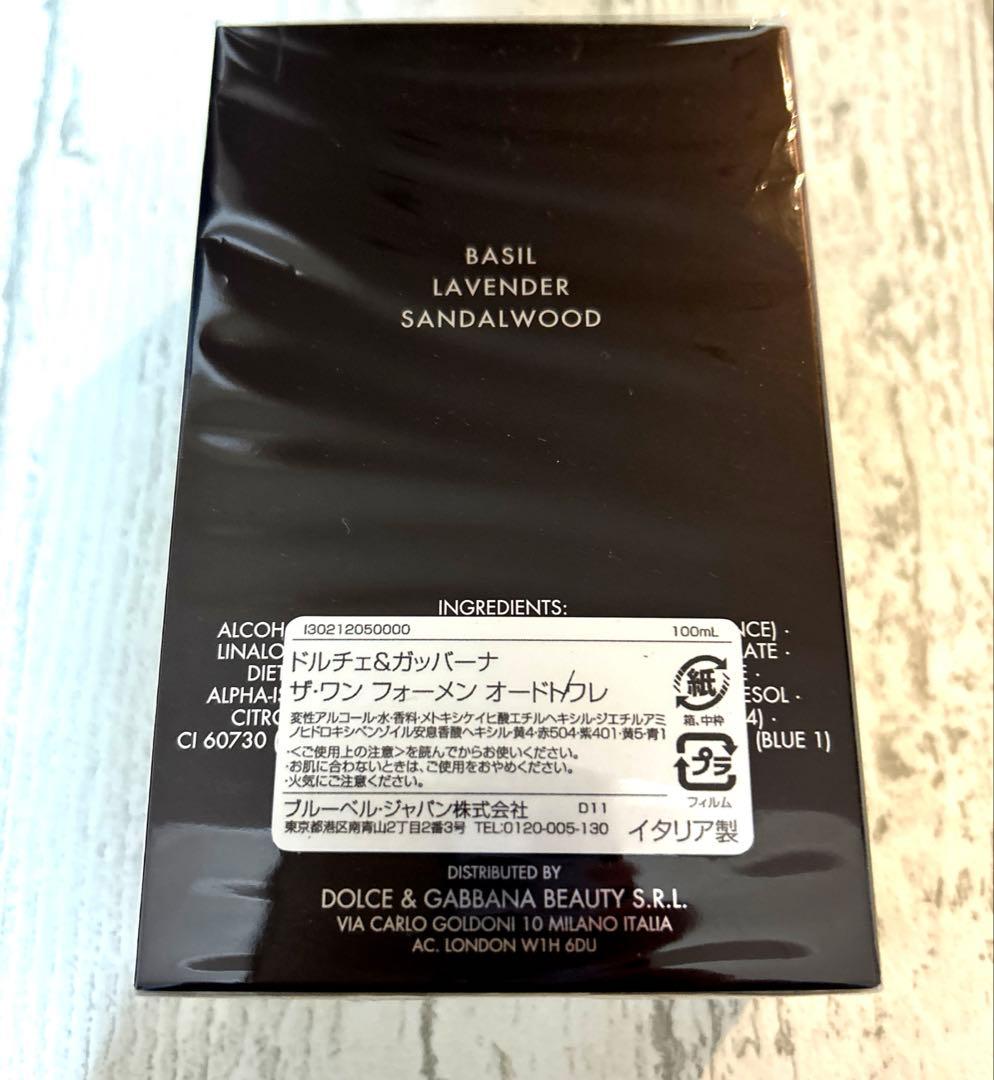 BASIL
LAVENDER
SANDALWOOD
INGREDIENTS:
ALCOH NCE) ·
LINALO ATE ·
DIET E ·
ALPHA-IS ESOL ·
CITRO 4) ·
CI 60730 ( (BLUE 1)
I30212050000 100mL
ドルチェ&ガッバーナ
ザ・ワン フォーメン オードトワレ
変性アルコール・水・香料・メトキシケイヒ酸エチルヘキシル・ジエチルアミ
ノヒドロキシベンゾイル安息香酸ヘキシル・黄4・赤504・紫401・黄5・青1
<ご使用上の注意>を読んでからお使いください。
・お肌に合わないときは、ご使用をおやめください。
・火気にご注意ください。
紙
箱、中枠
プラ
フィルム
ブルーベル・ジャパン株式会社 D11
東京都港区南青山2丁目2番3号 TEL:0120-005-130
イタリア製
DISTRIBUTED BY
DOLCE & GABBANA BEAUTY S.R.L.
VIA CARLO GOLDONI 10 MILANO ITALIA
AC. LONDON W1H 6DU